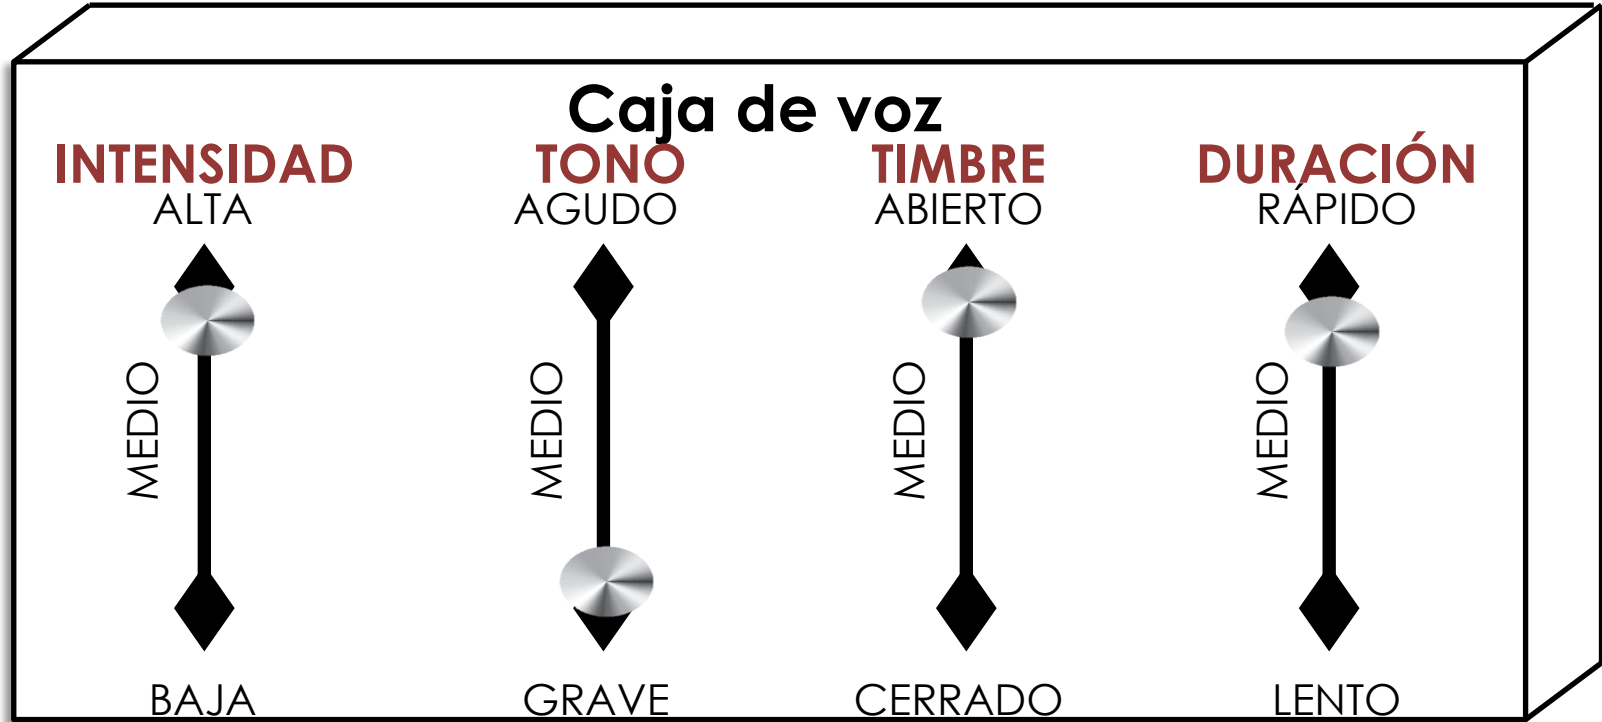 Caja de voz
INTENSIDAD TONO TIMBRE DURACIÓN
ALTA AGUDO ABIERTO RÁPIDO
MEDIO MEDIO MEDIO MEDIO
BAJA GRAVE CERRADO LENTO